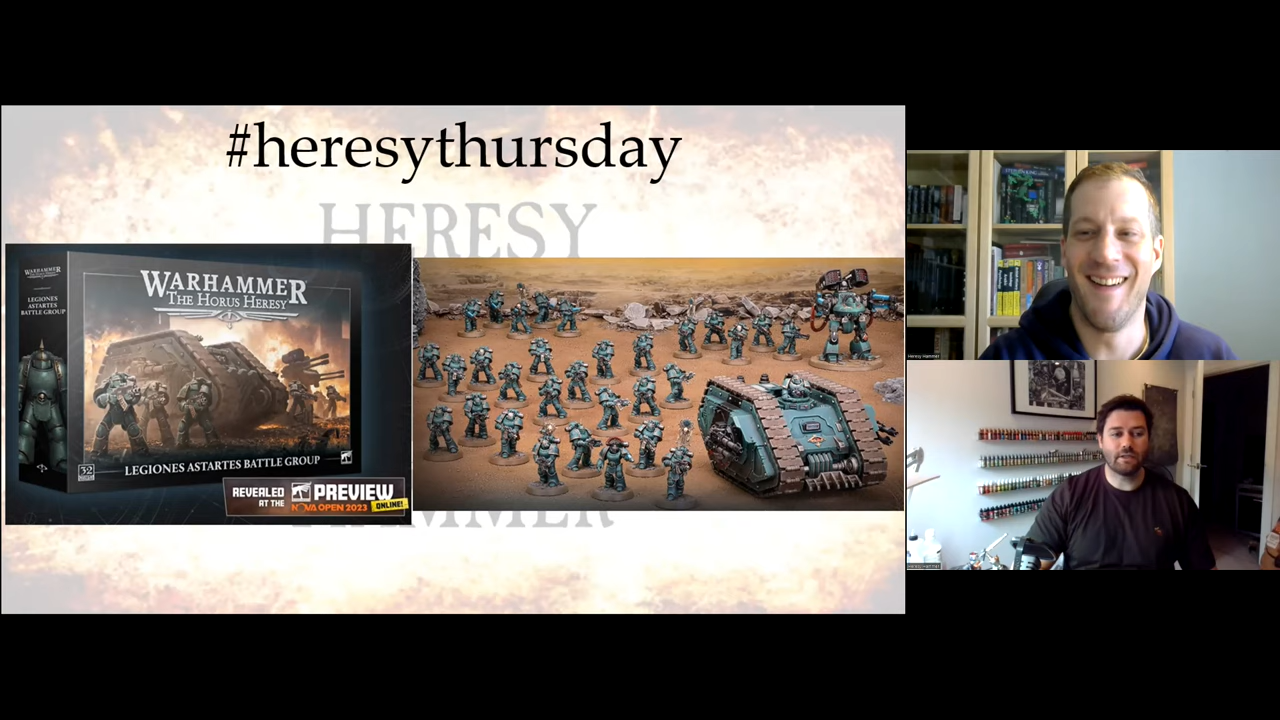 #heresythursday
HERESY
HAMMER
WARHAMMER
THE HORUS HERESY
LEGIONES
ASTARTES
BATTLE GROUP
WARHAMMER
THE HORUS HERESY
LEGIONES ASTARTES BATTLE GROUP
32
REVEALED
AT THE
PREVIEW
NOVA OPEN 2023
ONLINE!